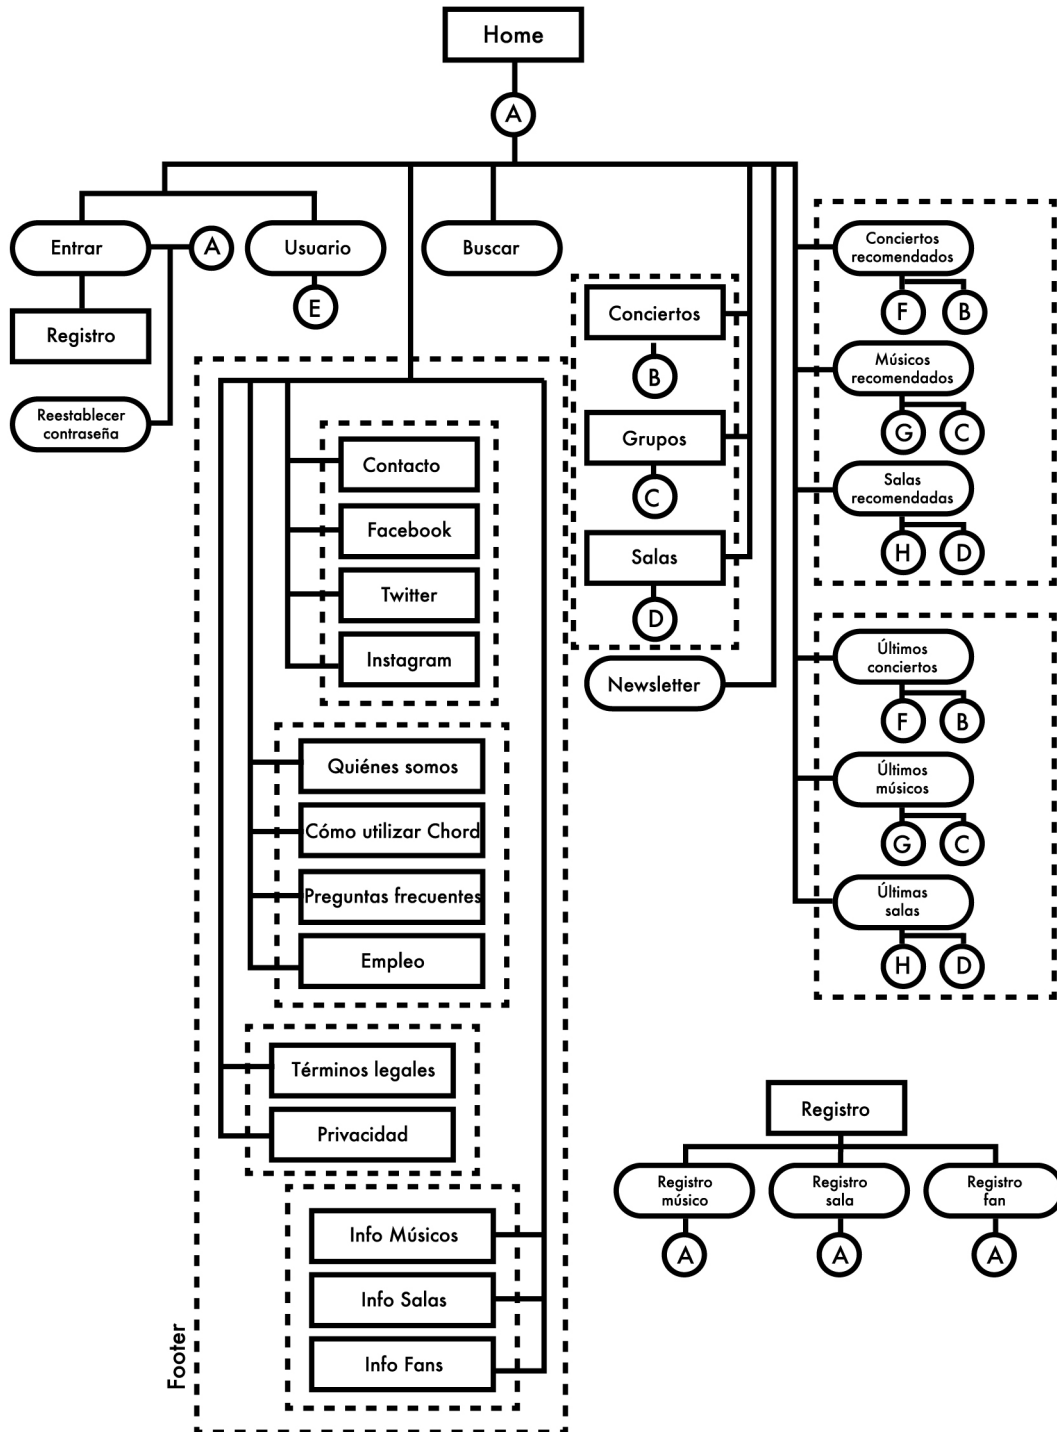 Home
A
Entrar
A
Usuario
Buscar
E
Registro
Reestablecer
contraseña
Conciertos
B
Grupos
C
Salas
D
Newsletter
Conciertos
recomendados
F
B
Músicos
recomendados
G
C
Salas
recomendadas
H
D
Últimos
conciertos
F
B
Últimos
músicos
G
C
Últimas
salas
H
D
Contacto
Facebook
Twitter
Instagram
Quiénes somos
Cómo utilizar Chord
Preguntas frecuentes
Empleo
Términos legales
Privacidad
Info Músicos
Info Salas
Info Fans
Footer
Registro
Registro
músico
Registro
sala
Registro
fan
A
A
A